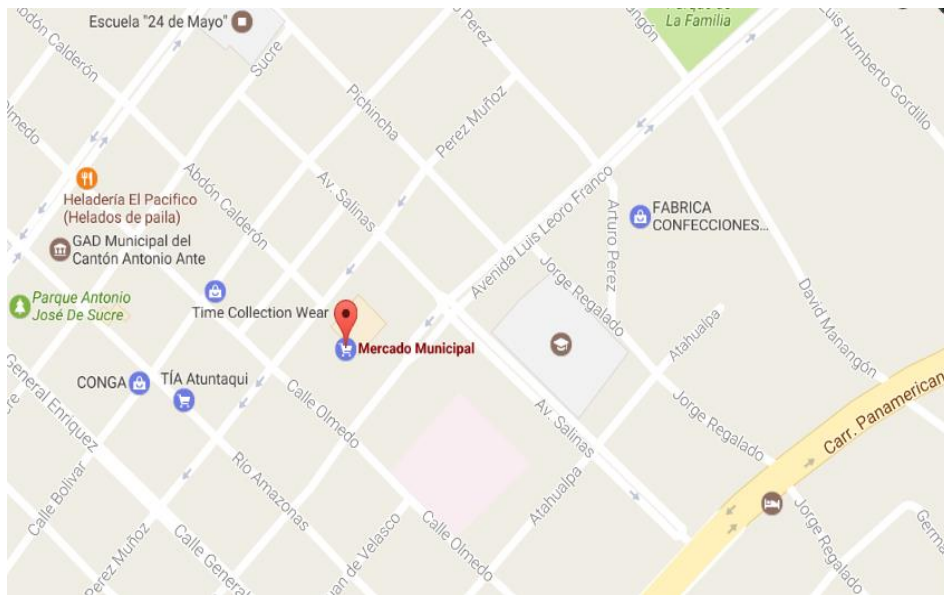 Escuela "24 de Mayo"
La Familia
Luis Humberto Gordillo
Abdón Calderón
Olmedo
Sucre
Perez
Manangón
Pichincha
Perez Muñoz
Av. Salinas
Abdón Calderón
Heladería El Pacifico
(Helados de paila)
GAD Municipal del
Cantón Antonio Ante
Avenida Luis Leoro Franco
Arturo Perez
FABRICA
CONFECCIONES...
Jorge Regalado
David Manangón
Parque Antonio
José De Sucre
Time Collection Wear
Mercado Municipal
Atahualpa
CONGA
TÍA Atuntaqui
General Enriquez
Calle Olmedo
Av. Salinas
Jorge Regalado
Carr. Panamerican
Calle Bolivar
Río Amazonas
Atahualpa
Perez Muñoz
Calle General
an de Velasco
Calle Olmedo
Jorge Regalado
Germa